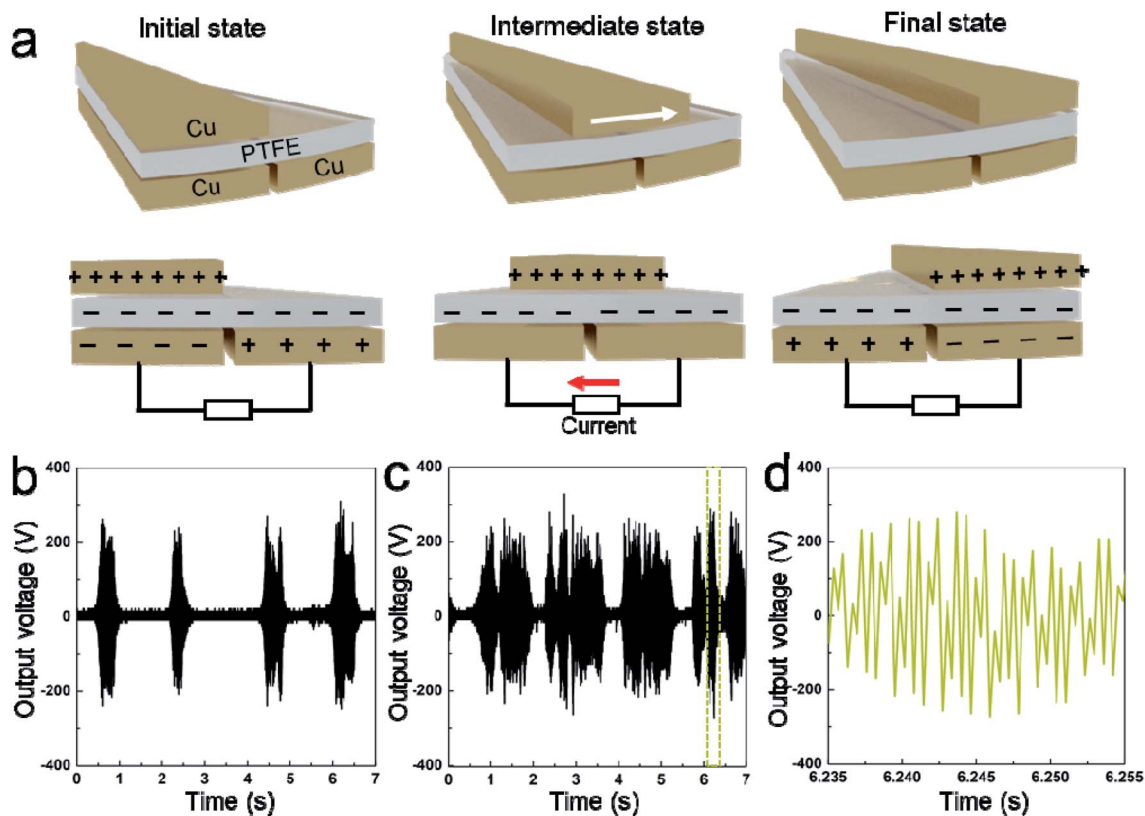 a
Initial state
Intermediate state
Final state
Cu
PTFE
Cu
Cu
+ + + + + + + +
+ + + + + + + +
+ + + + + + + +
− − − − − − − −
− − − − − − − −
− − − − − − − −
− − − − + + + +
+ + + + − − − −
Current
b
Output voltage (V)
400
200
0
-200
-400
0 1 2 3 4 5 6 7
Time (s)
c
Output voltage (V)
400
200
0
-200
-400
0 1 2 3 4 5 6 7
Time (s)
d
Output voltage (V)
400
200
0
-200
-400
6.235 6.240 6.245 6.250 6.255
Time (s)